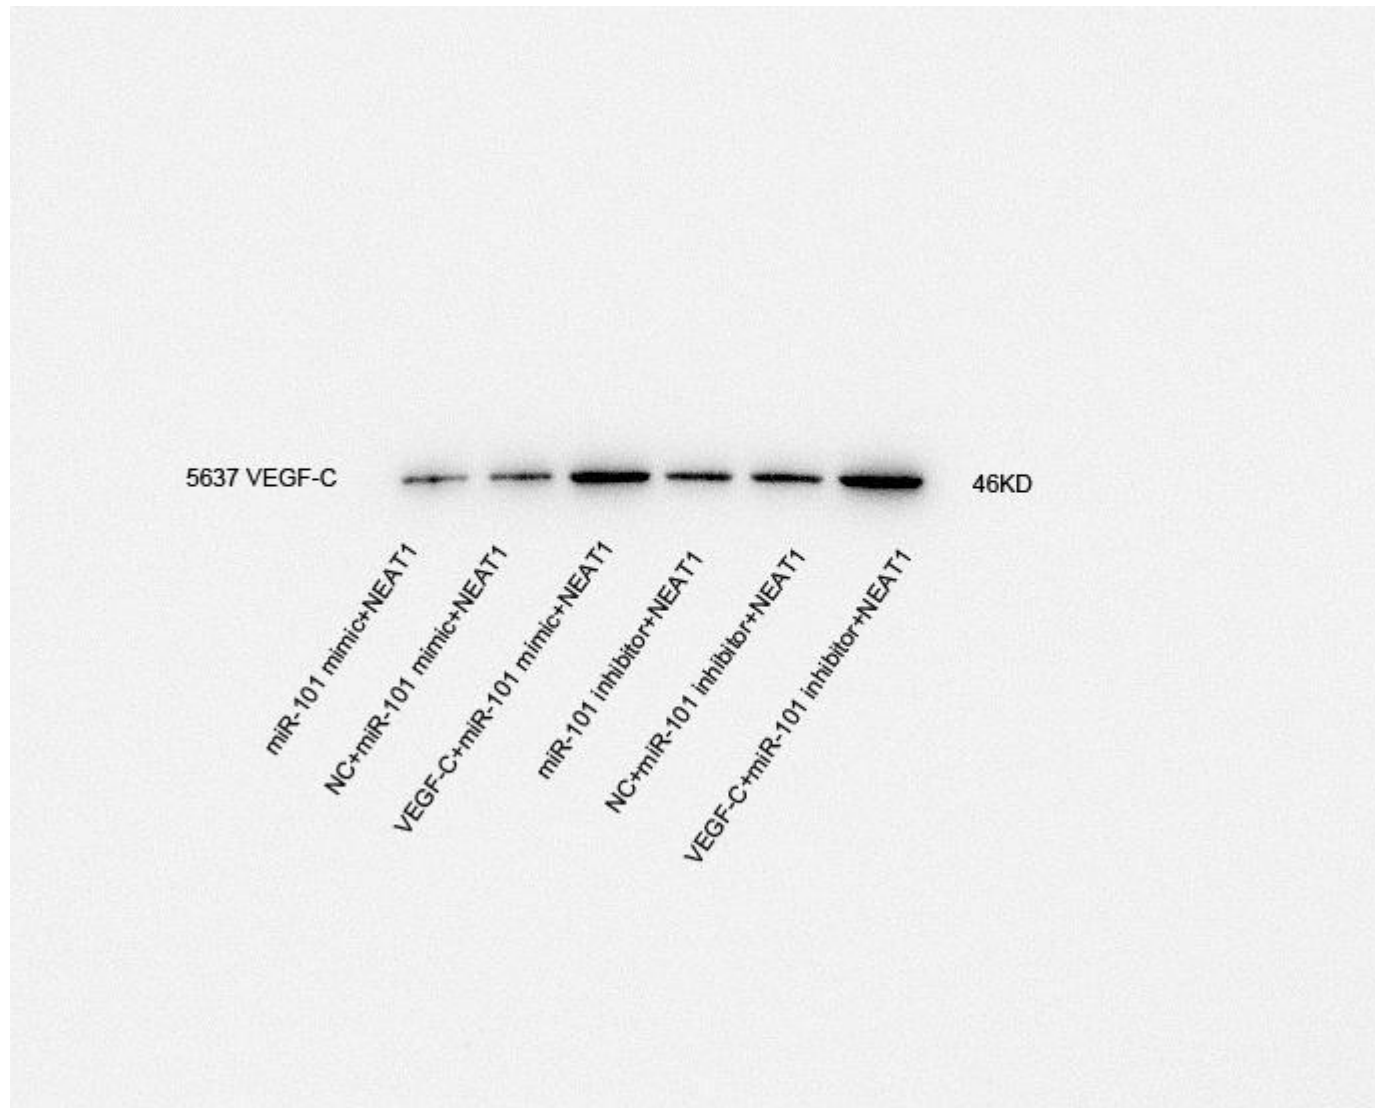 5637 VEGF-C
46KD
miR-101 mimic+NEAT1
NC+miR-101 mimic+NEAT1
VEGF-C+miR-101 mimic+NEAT1
miR-101 inhibitor+NEAT1
NC+miR-101 inhibitor+NEAT1
VEGF-C+miR-101 inhibitor+NEAT1